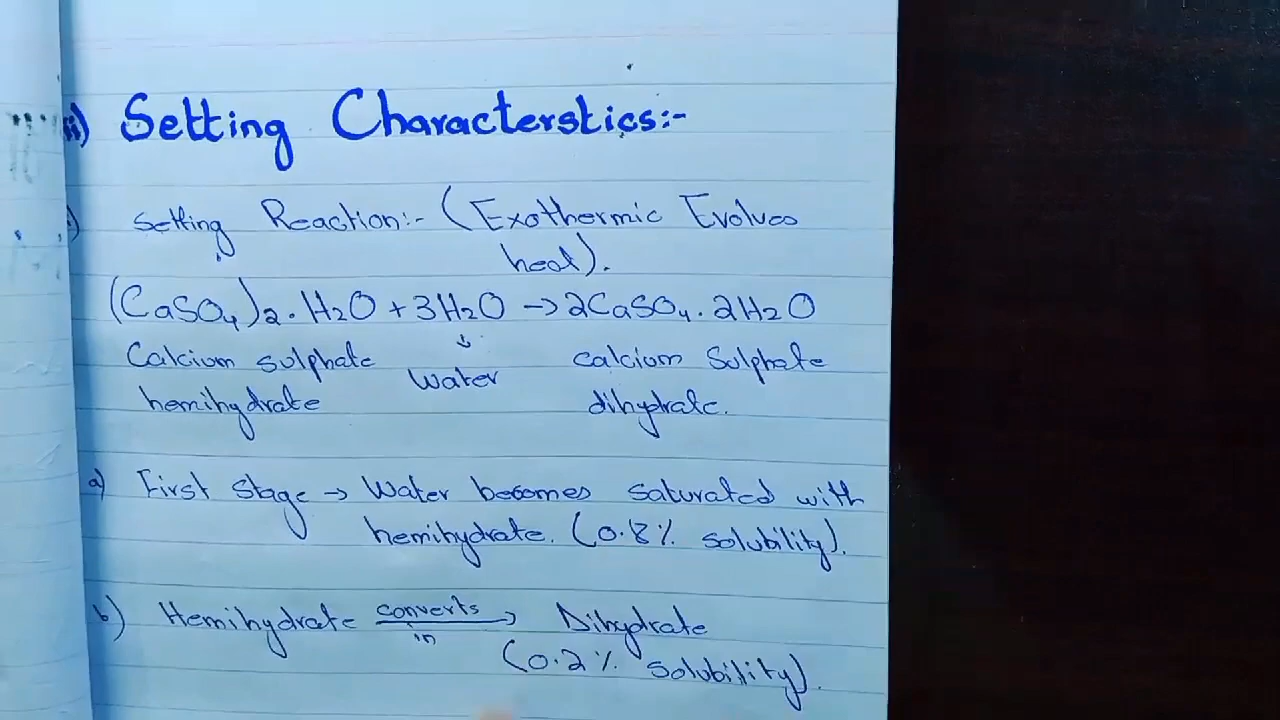 ii) Setting Characterstics:-
Setting Reaction:- (Exothermic Evolves
heat).
(CaSO₄)₂·H₂O + 3H₂O → 2CaSO₄·2H₂O
↓
Calcium sulphate Water calcium Sulphate
hemihydrate dihydrate.
a) First stage → Water becomes saturated with
hemihydrate. (0.8% solubility).
b) Hemihydrate converts in → Dihydrate
(0.2% solubility).